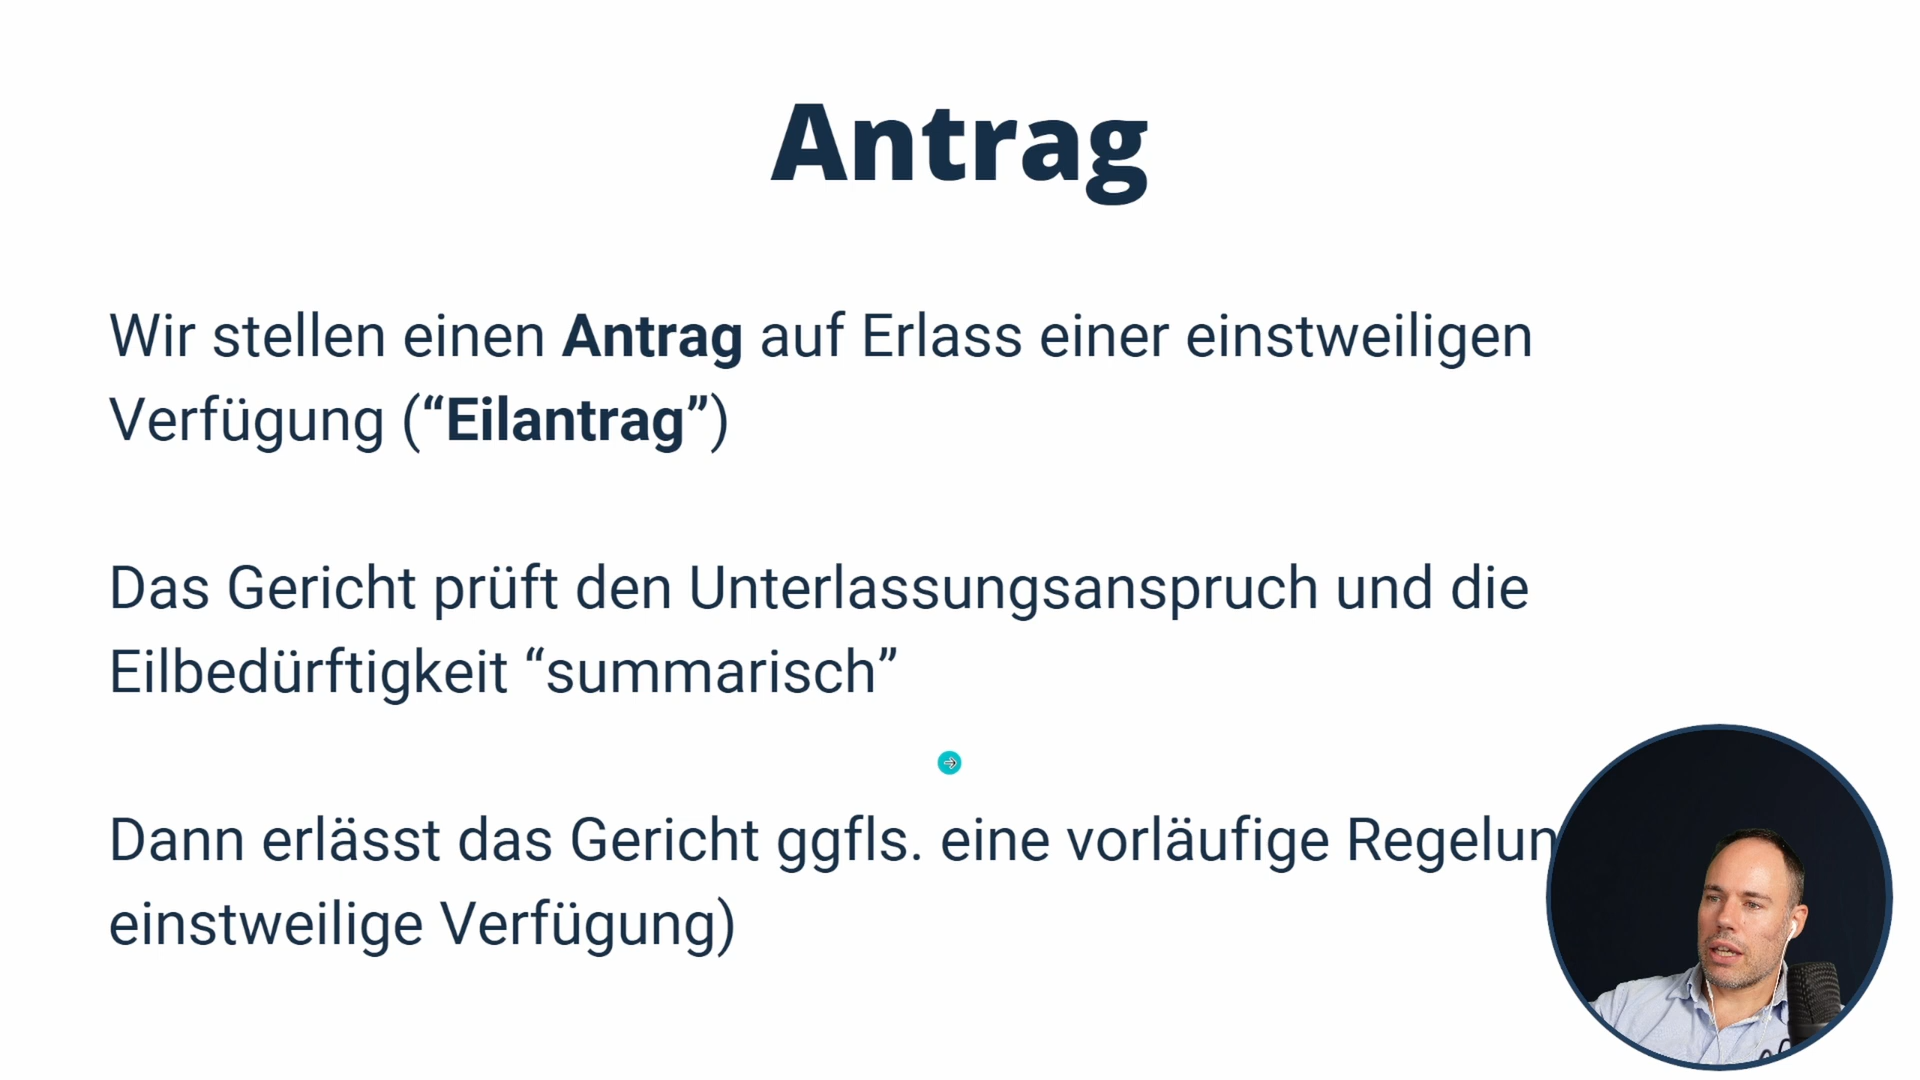 Antrag
Wir stellen einen Antrag auf Erlass einer einstweiligen
Verfügung (“Eilantrag”)
Das Gericht prüft den Unterlassungsanspruch und die
Eilbedürftigkeit “summarisch”
Dann erlässt das Gericht ggfls. eine vorläufige
einstweilige Verfügung)